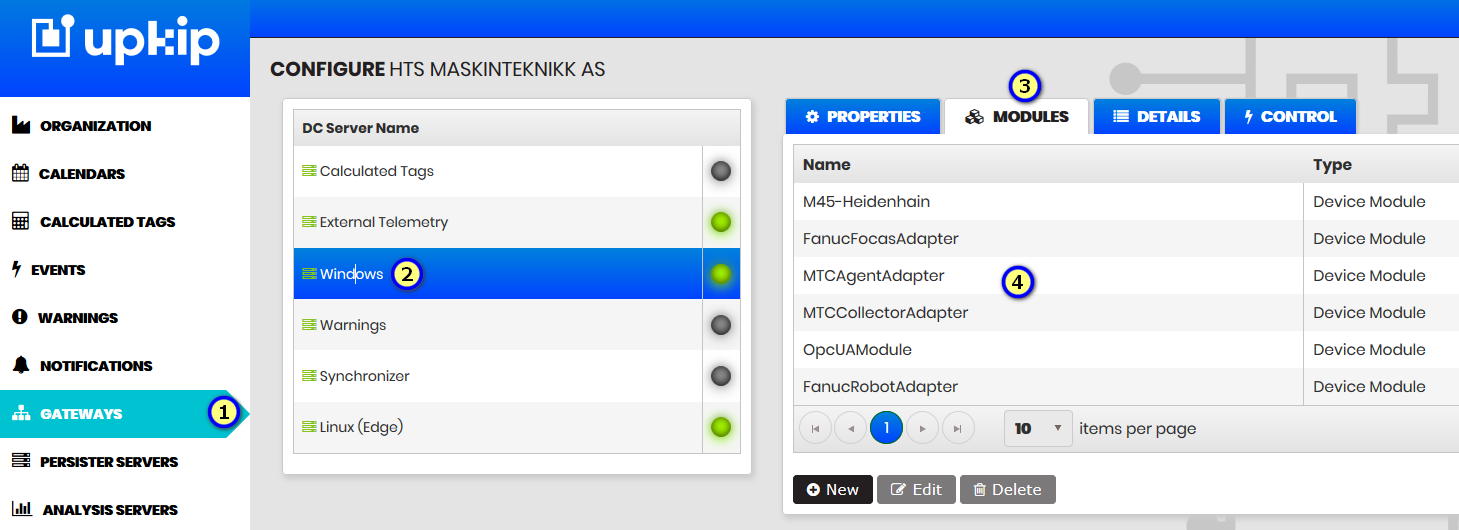 upkip
CONFIGURE HTS MASKINTEKNIKK AS
ORGANIZATION
CALENDARS
CALCULATED TAGS
EVENTS
WARNINGS
NOTIFICATIONS
GATEWAYS 1
PERSISTER SERVERS
ANALYSIS SERVERS
DC Server Name
Calculated Tags
External Telemetry
Windows 2
Warnings
Synchronizer
Linux (Edge)
3
PROPERTIES MODULES DETAILS CONTROL
Name Type
M45-Heidenhain Device Module
FanucFocasAdapter Device Module
MTCAgentAdapter 4 Device Module
MTCCollectorAdapter Device Module
OpcUAModule Device Module
FanucRobotAdapter Device Module
1 10 items per page
New Edit Delete